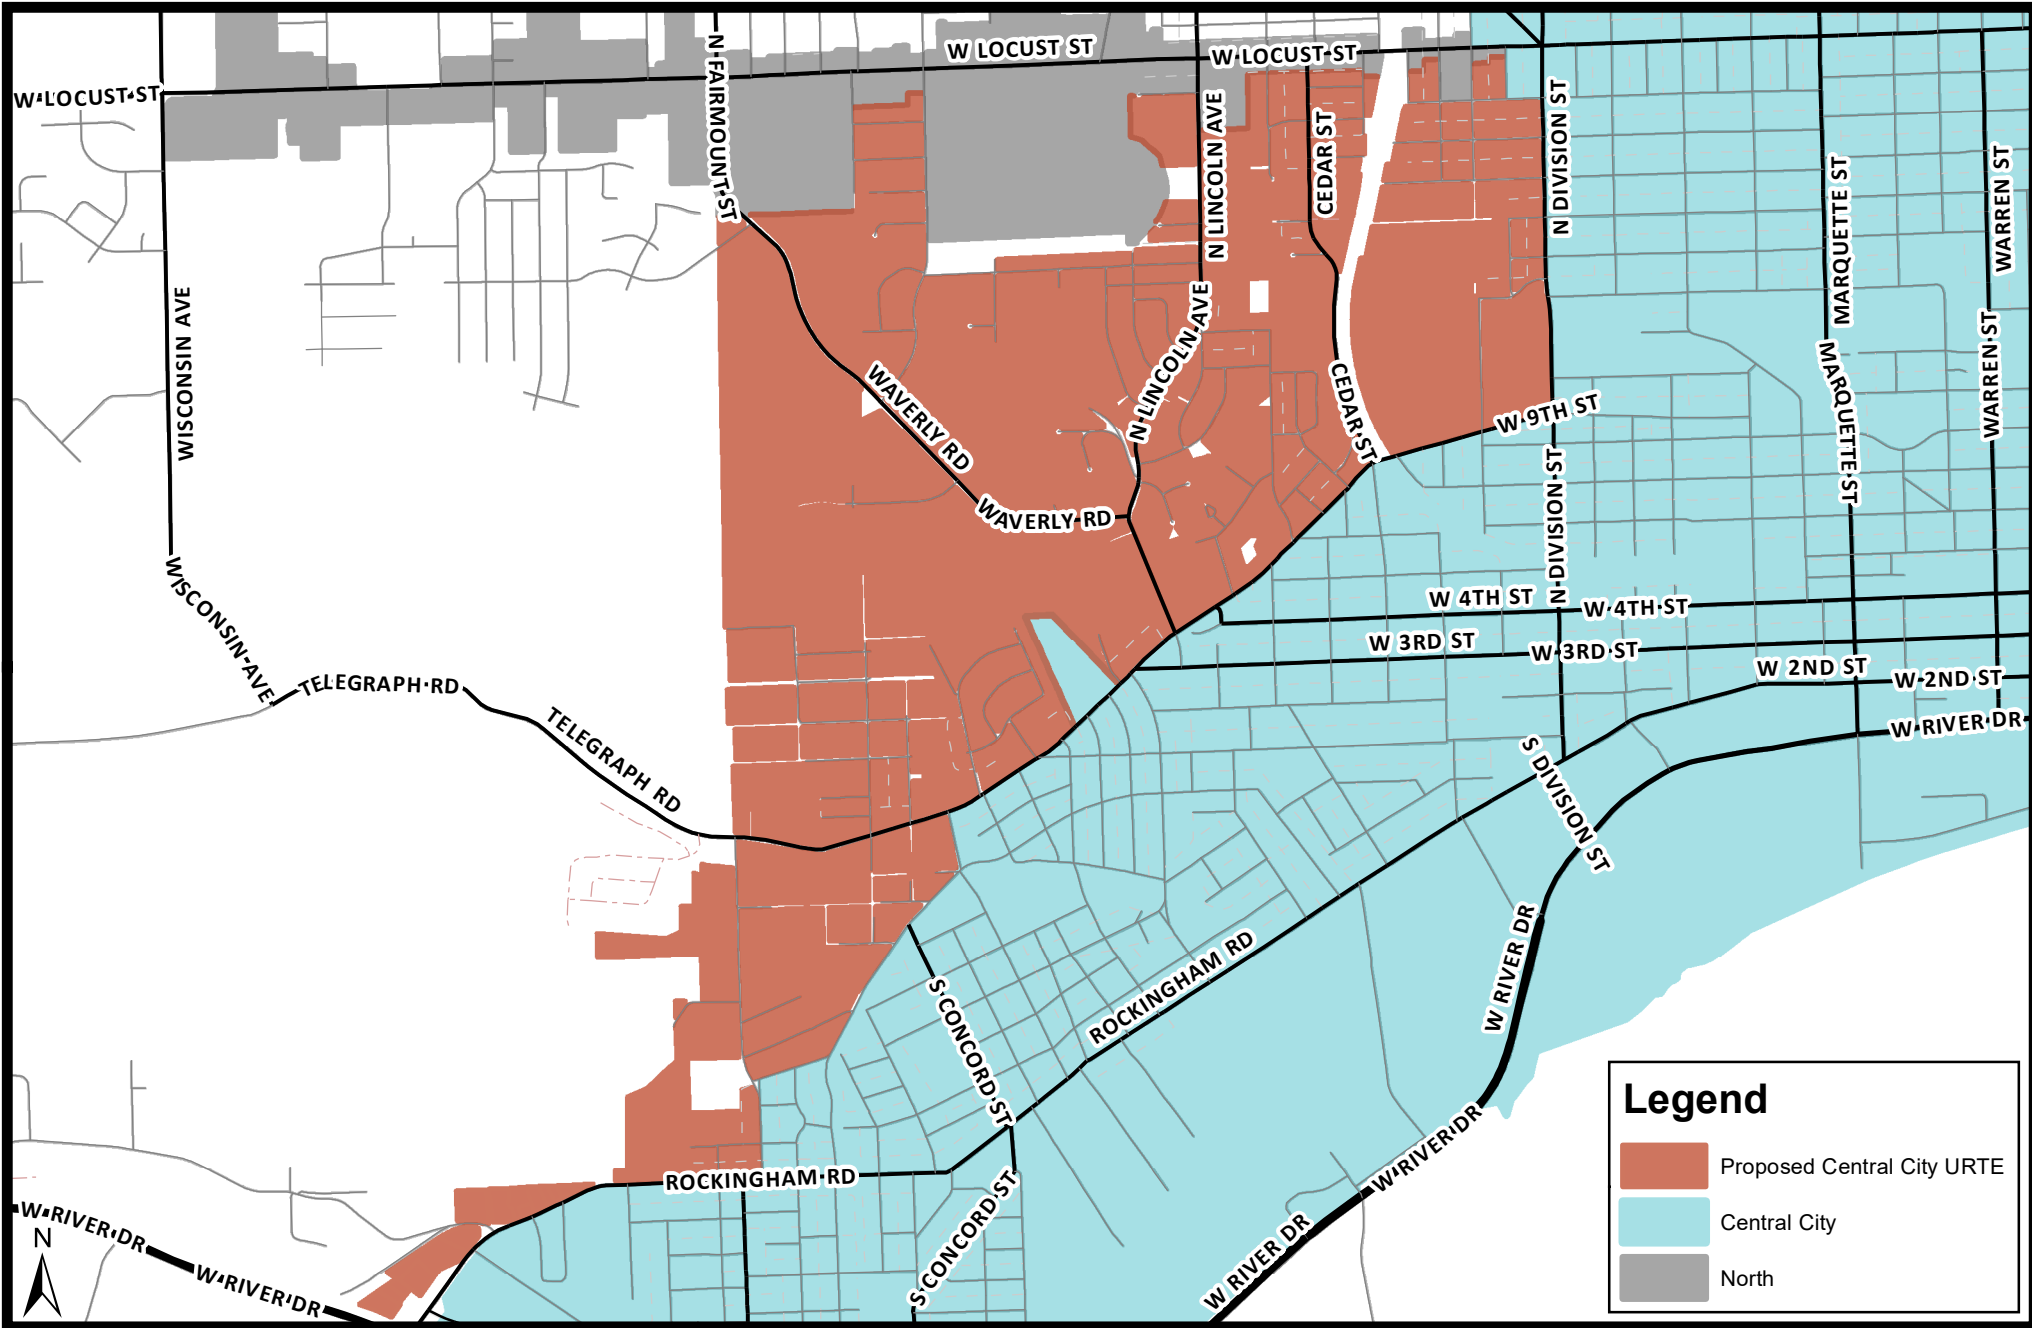 W LOCUST ST
W LOCUST ST
W LOCUST ST
N FAIRMOUNT ST
N LINCOLN AVE
CEDAR ST
N DIVISION ST
MARQUETTE ST
WARREN ST
WISCONSIN AVE
N LINCOLN AVE
WAVERLY RD
CEDAR ST
W 9TH ST
MARQUETTE ST
WARREN ST
WAVERLY RD
N DIVISION ST
WISCONSIN AVE
W 4TH ST
W 4TH ST
W 3RD ST
W 3RD ST
W 2ND ST
W 2ND ST
TELEGRAPH RD
TELEGRAPH RD
W RIVER DR
S DIVISION ST
W RIVER DR
ROCKINGHAM RD
S CONCORD ST
ROCKINGHAM RD
W RIVER DR
S CONCORD ST
W RIVER DR
W RIVER DR
W RIVER DR
N
Legend
Proposed Central City URTE
Central City
North